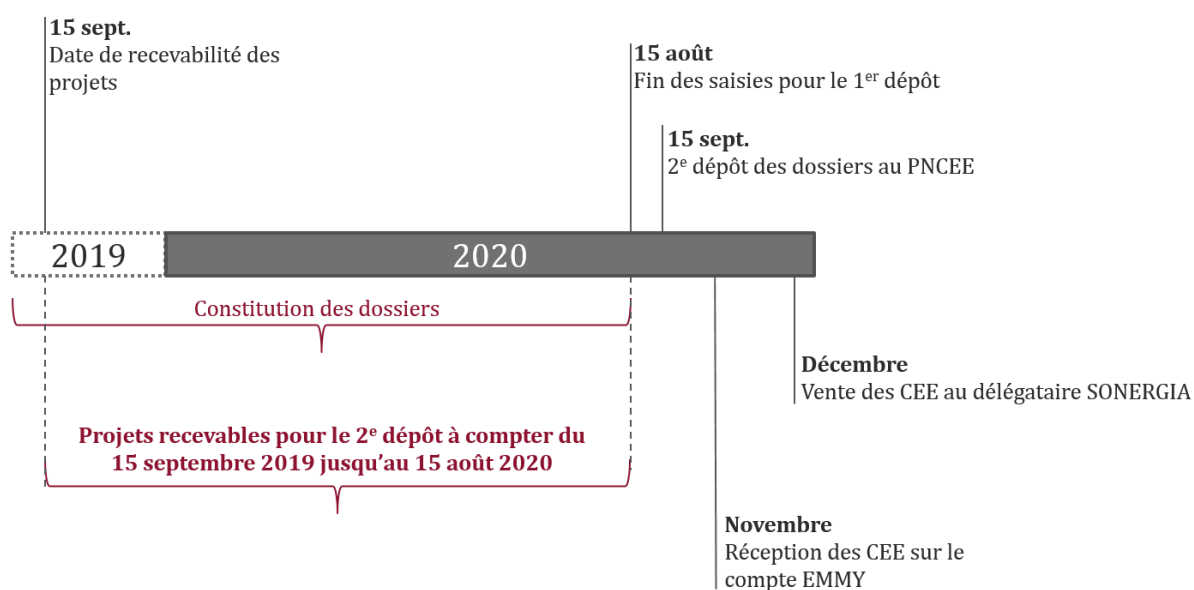 15 sept.
Date de recevabilité des
projets
15 août
Fin des saisies pour le 1er dépôt
15 sept.
2e dépôt des dossiers au PNCEE
2019
2020
Constitution des dossiers
Projets recevables pour le 2e dépôt à compter du
15 septembre 2019 jusqu’au 15 août 2020
Décembre
Vente des CEE au délégataire SONERGIA
Novembre
Réception des CEE sur le
compte EMMY